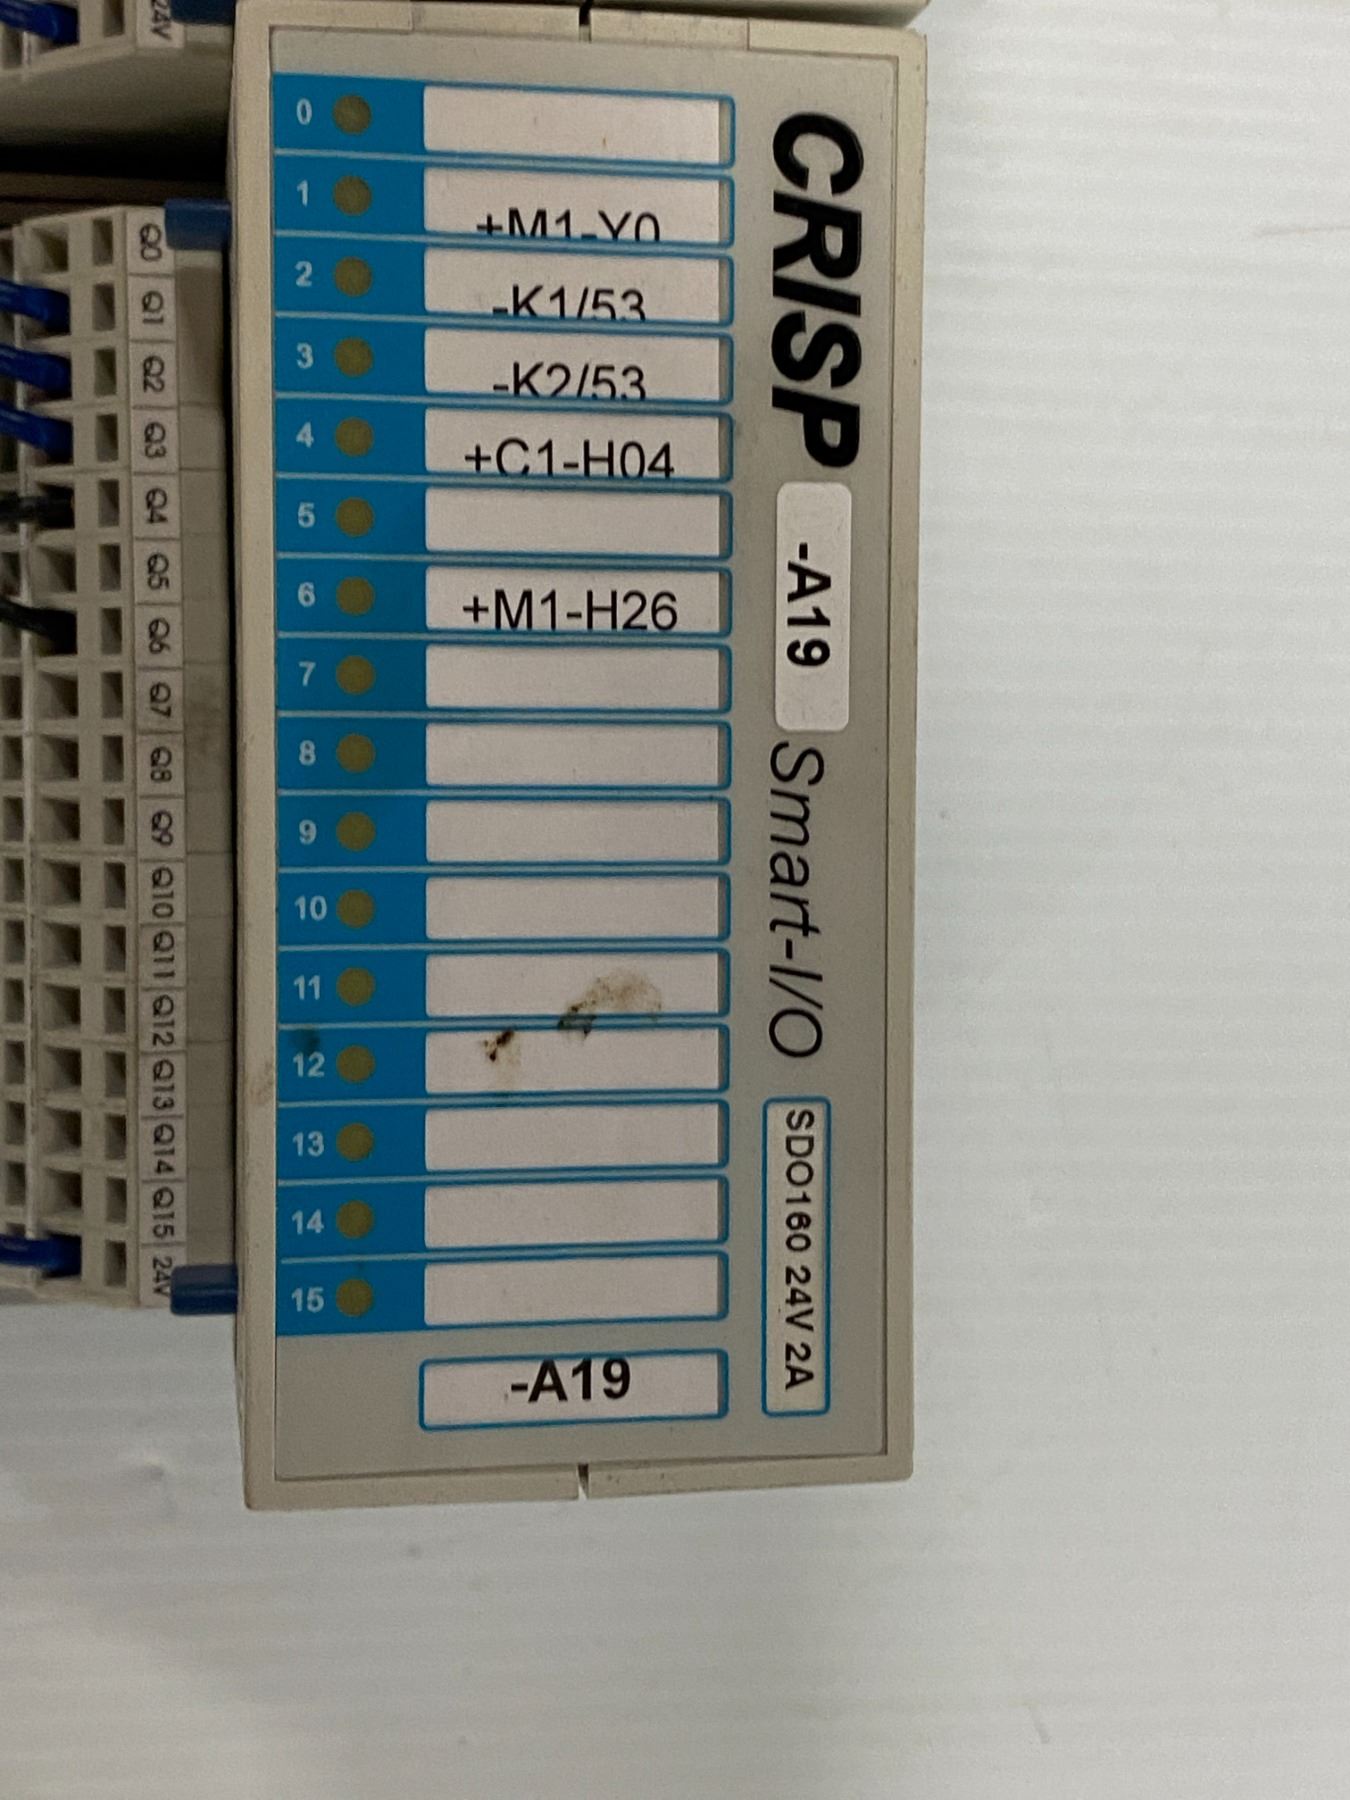 24V
Q0
Q1
Q2
Q3
Q4
Q5
Q6
Q7
Q8
Q9
Q10
Q11
Q12
Q13
Q14
Q15
24V
0
1 +M1-Y0
2 -K1/53
3 -K2/53
4 +C1-H04
5
6 +M1-H26
7
8
9
10
11
12
13
14
15
-A19
CRISP
-A19
Smart-I/O
SDO160 24V 2A